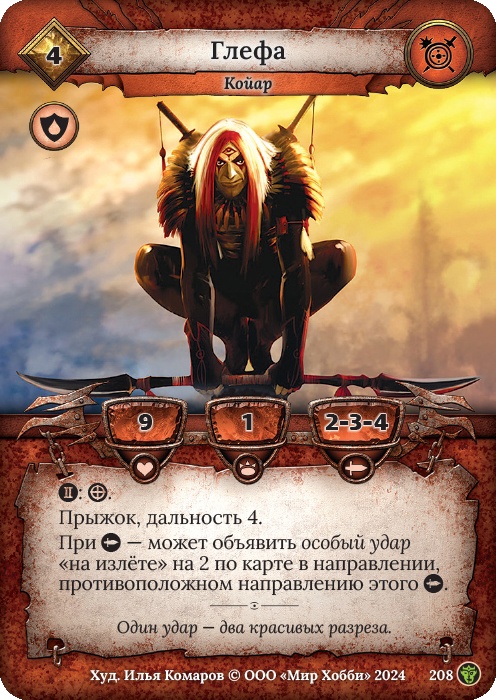 4
Глефа
Койар
9
1
2-3-4
II: .
Прыжок, дальность 4.
При — может объявить особый удар
«на излёте» на 2 по карте в направлении,
противоположном направлению этого .
Один удар — два красивых разреза.
Худ. Илья Комаров © ООО «Мир Хобби» 2024
208